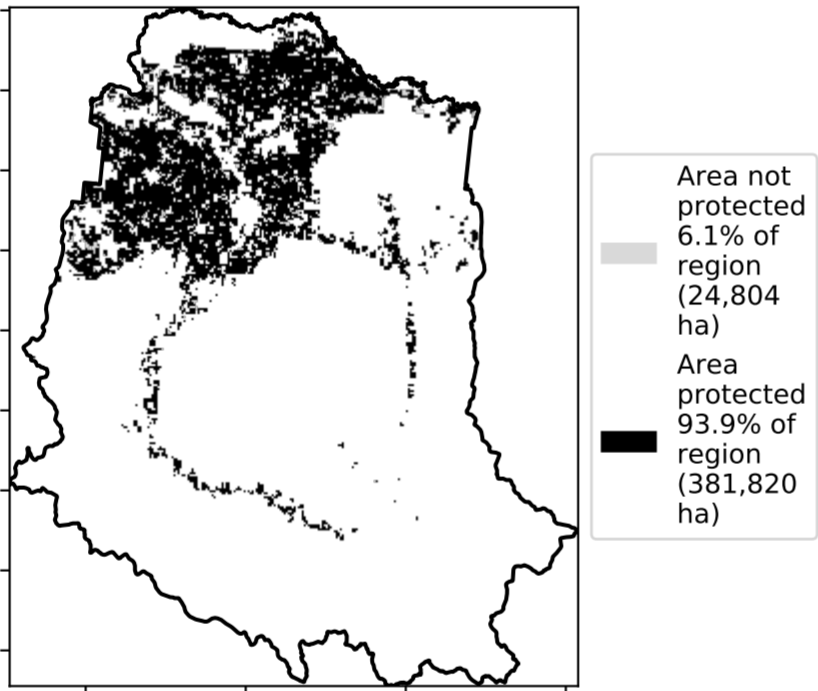 Area not
protected
6.1% of
region
(24,804
ha)
Area
protected
93.9% of
region
(381,820
ha)